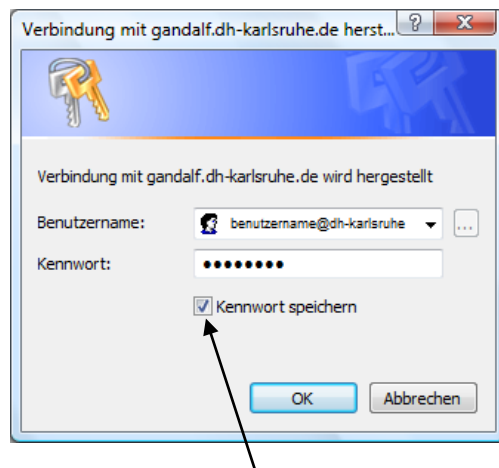 Verbindung mit gandalf.dh-karlsruhe.de herst...
Verbindung mit gandalf.dh-karlsruhe.de wird hergestellt
Benutzername: benutzername@dh-karlsruhe ...
Kennwort: ●●●●●●●●
Kennwort speichern
OK Abbrechen